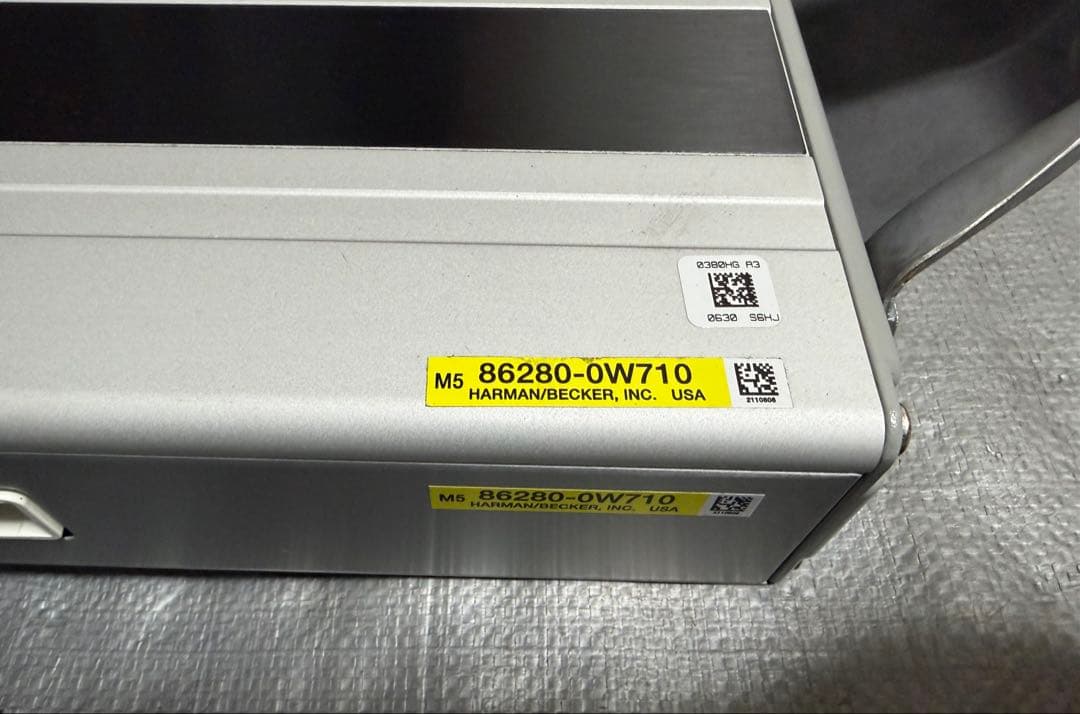 0380HG A3
0630 S6HJ
M5 86280-0W710
HARMAN/BECKER, INC. USA
2110808
M5 86280-0W710
HARMAN/BECKER, INC. USA